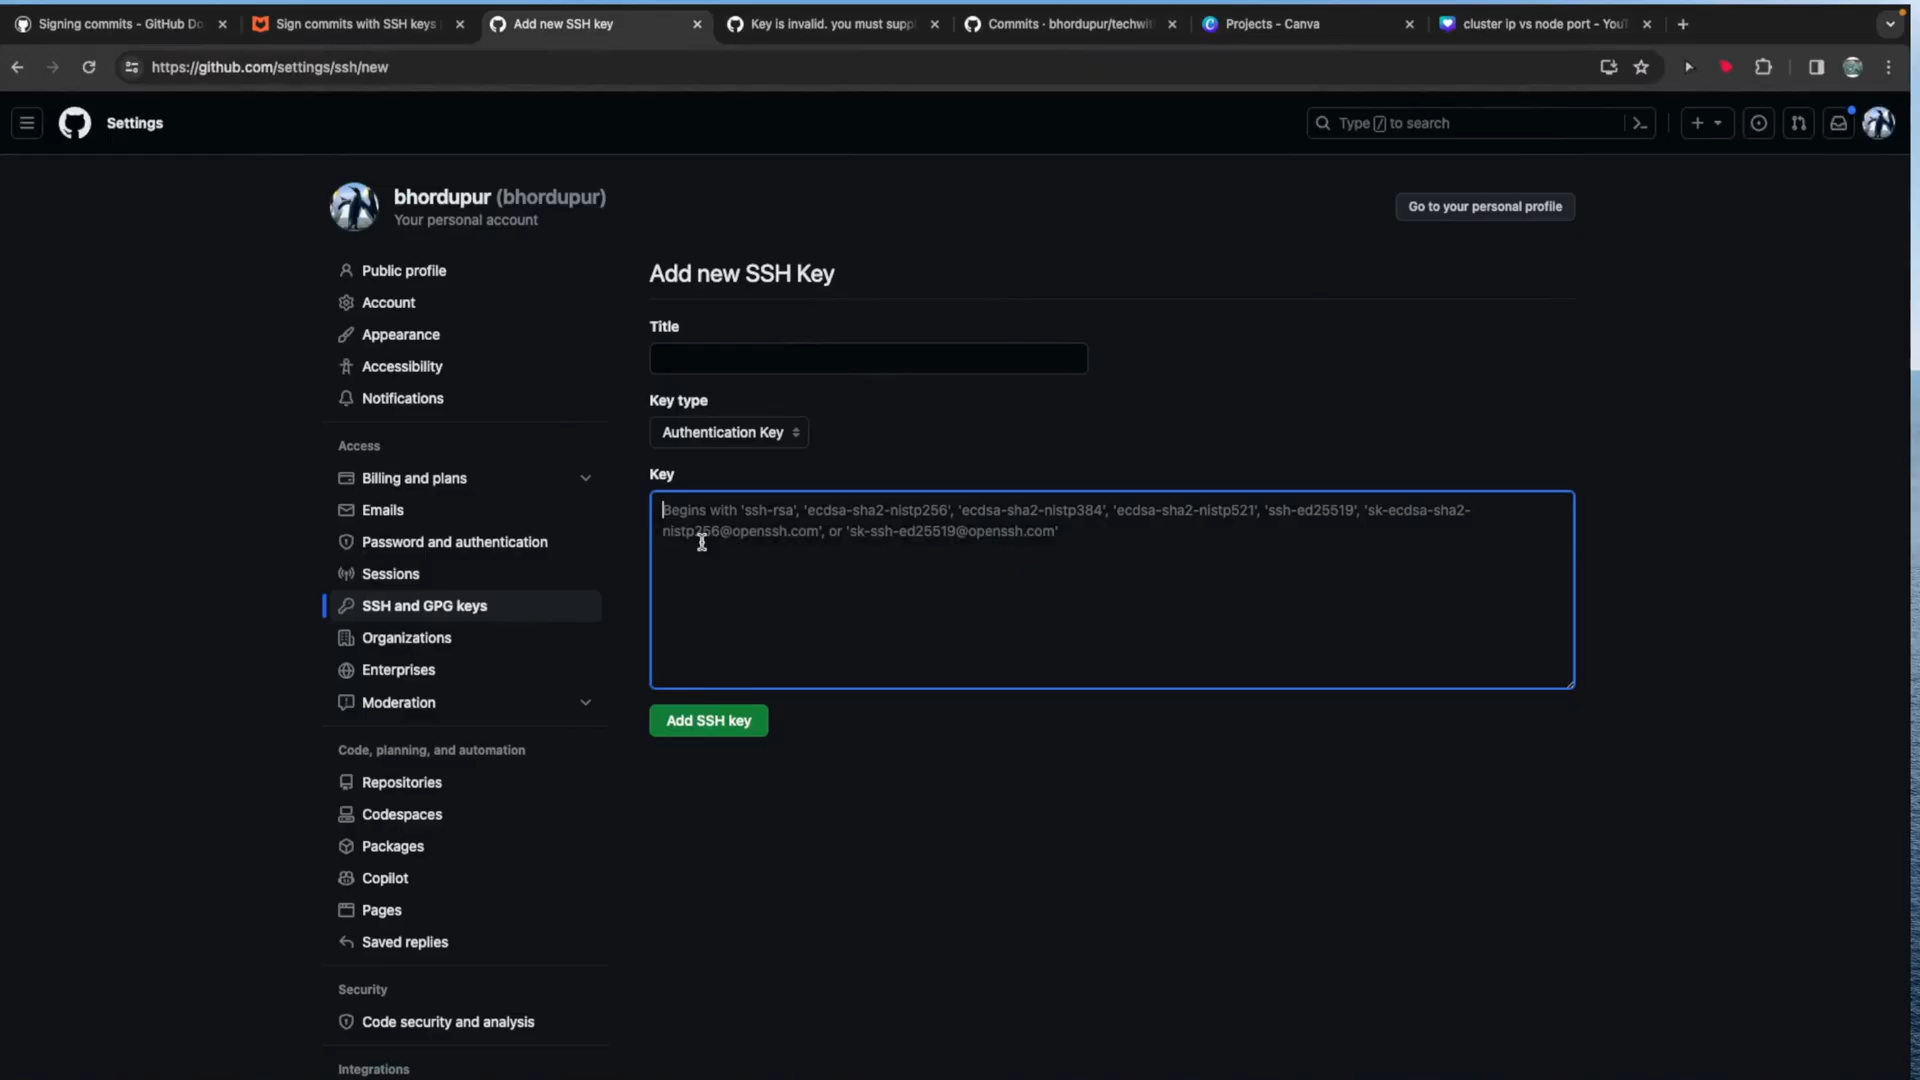 Signing commits - GitHub Do
Sign commits with SSH keys
Add new SSH key
Key is invalid. you must supp
Commits · bhordupur/techwit
Projects - Canva
cluster ip vs node port - YouT
https://github.com/settings/ssh/new
Settings
Type / to search
bhordupur (bhordupur)
Your personal account
Go to your personal profile
Public profile
Account
Appearance
Accessibility
Notifications
Access
Billing and plans
Emails
Password and authentication
Sessions
SSH and GPG keys
Organizations
Enterprises
Moderation
Code, planning, and automation
Repositories
Codespaces
Packages
Copilot
Pages
Saved replies
Security
Code security and analysis
Integrations
Add new SSH Key
Title
Key type
Authentication Key
Key
Begins with 'ssh-rsa', 'ecdsa-sha2-nistp256', 'ecdsa-sha2-nistp384', 'ecdsa-sha2-nistp521', 'ssh-ed25519', 'sk-ecdsa-sha2-
nistp256@openssh.com', or 'sk-ssh-ed25519@openssh.com'
Add SSH key